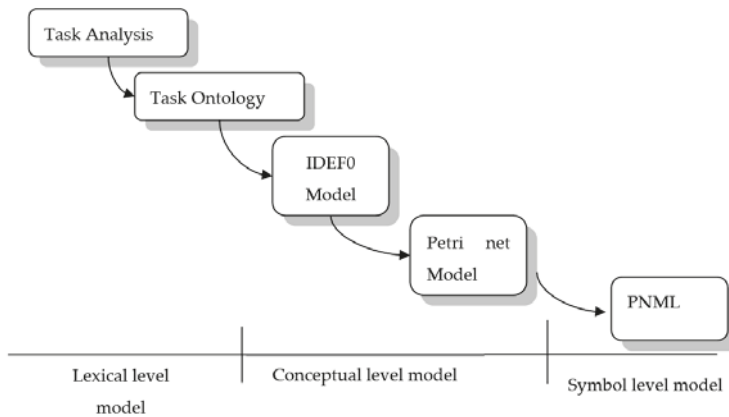 Task Analysis
Task Ontology
IDEF0
Model
Petri net
Model
PNML
Lexical level
model
Conceptual level model
Symbol level model